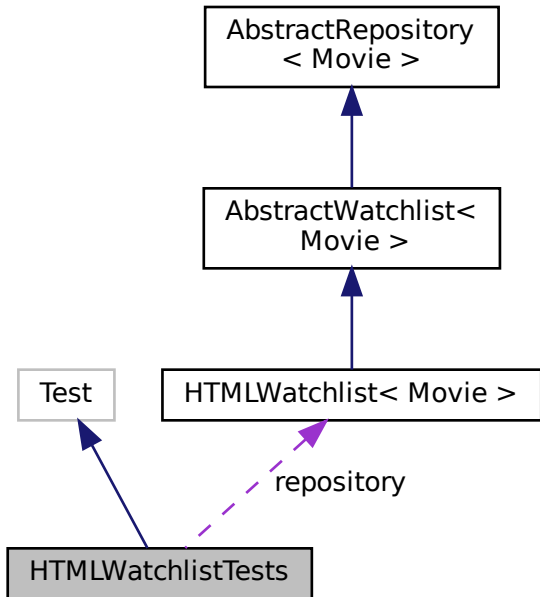 AbstractRepository
< Movie >
AbstractWatchlist<
Movie >
Test
HTMLWatchlist< Movie >
repository
HTMLWatchlistTests